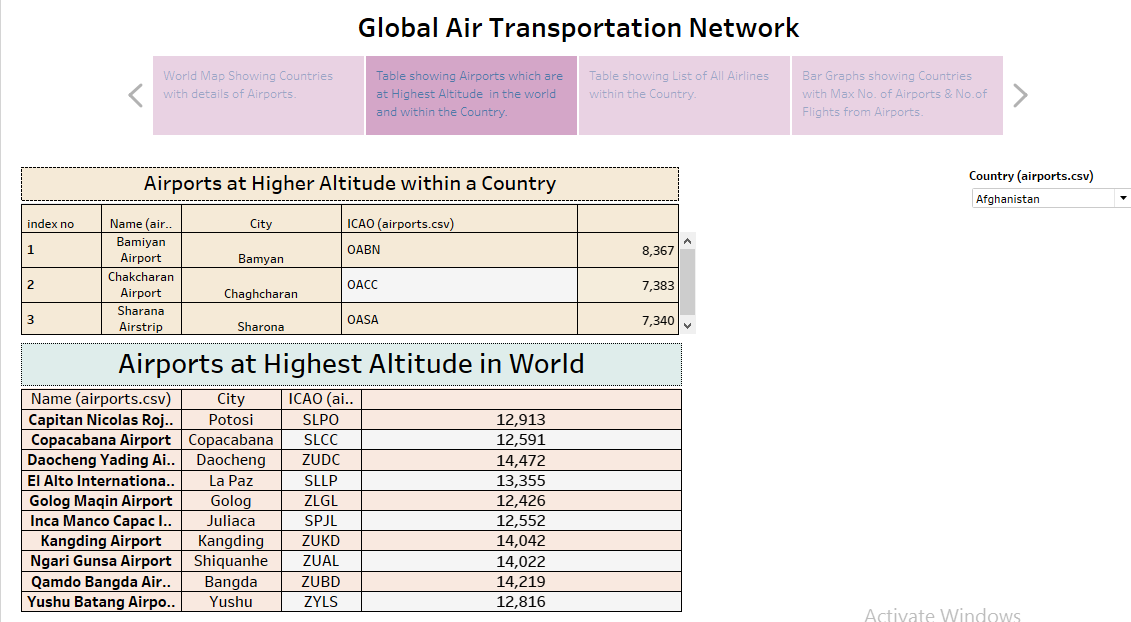 Global Air Transportation Network
World Map Showing Countries
with details of Airports.
Table showing Airports which are
at Highest Altitude in the world
and within the Country.
Table showing List of All Airlines
within the Country.
Bar Graphs showing Countries
with Max No. of Airports & No.of
Flights from Airports.
Airports at Higher Altitude within a Country
Country (airports.csv)
Afghanistan
index no Name (air.. City ICAO (airports.csv)
1 Bamiyan Airport Bamyan OABN 8,367
2 Chakcharan Airport Chaghcharan OACC 7,383
3 Sharana Airstrip Sharona OASA 7,340
Airports at Highest Altitude in World
Name (airports.csv) City ICAO (ai..
Capitan Nicolas Roj.. Potosi SLPO 12,913
Copacabana Airport Copacabana SLCC 12,591
Daocheng Yading Ai.. Daocheng ZUDC 14,472
El Alto Internationa.. La Paz SLLP 13,355
Golog Maqin Airport Golog ZLGL 12,426
Inca Manco Capac I.. Juliaca SPJL 12,552
Kangding Airport Kangding ZUKD 14,042
Ngari Gunsa Airport Shiquanhe ZUAL 14,022
Qamdo Bangda Air.. Bangda ZUBD 14,219
Yushu Batang Airpo.. Yushu ZYLS 12,816
Activate Windows